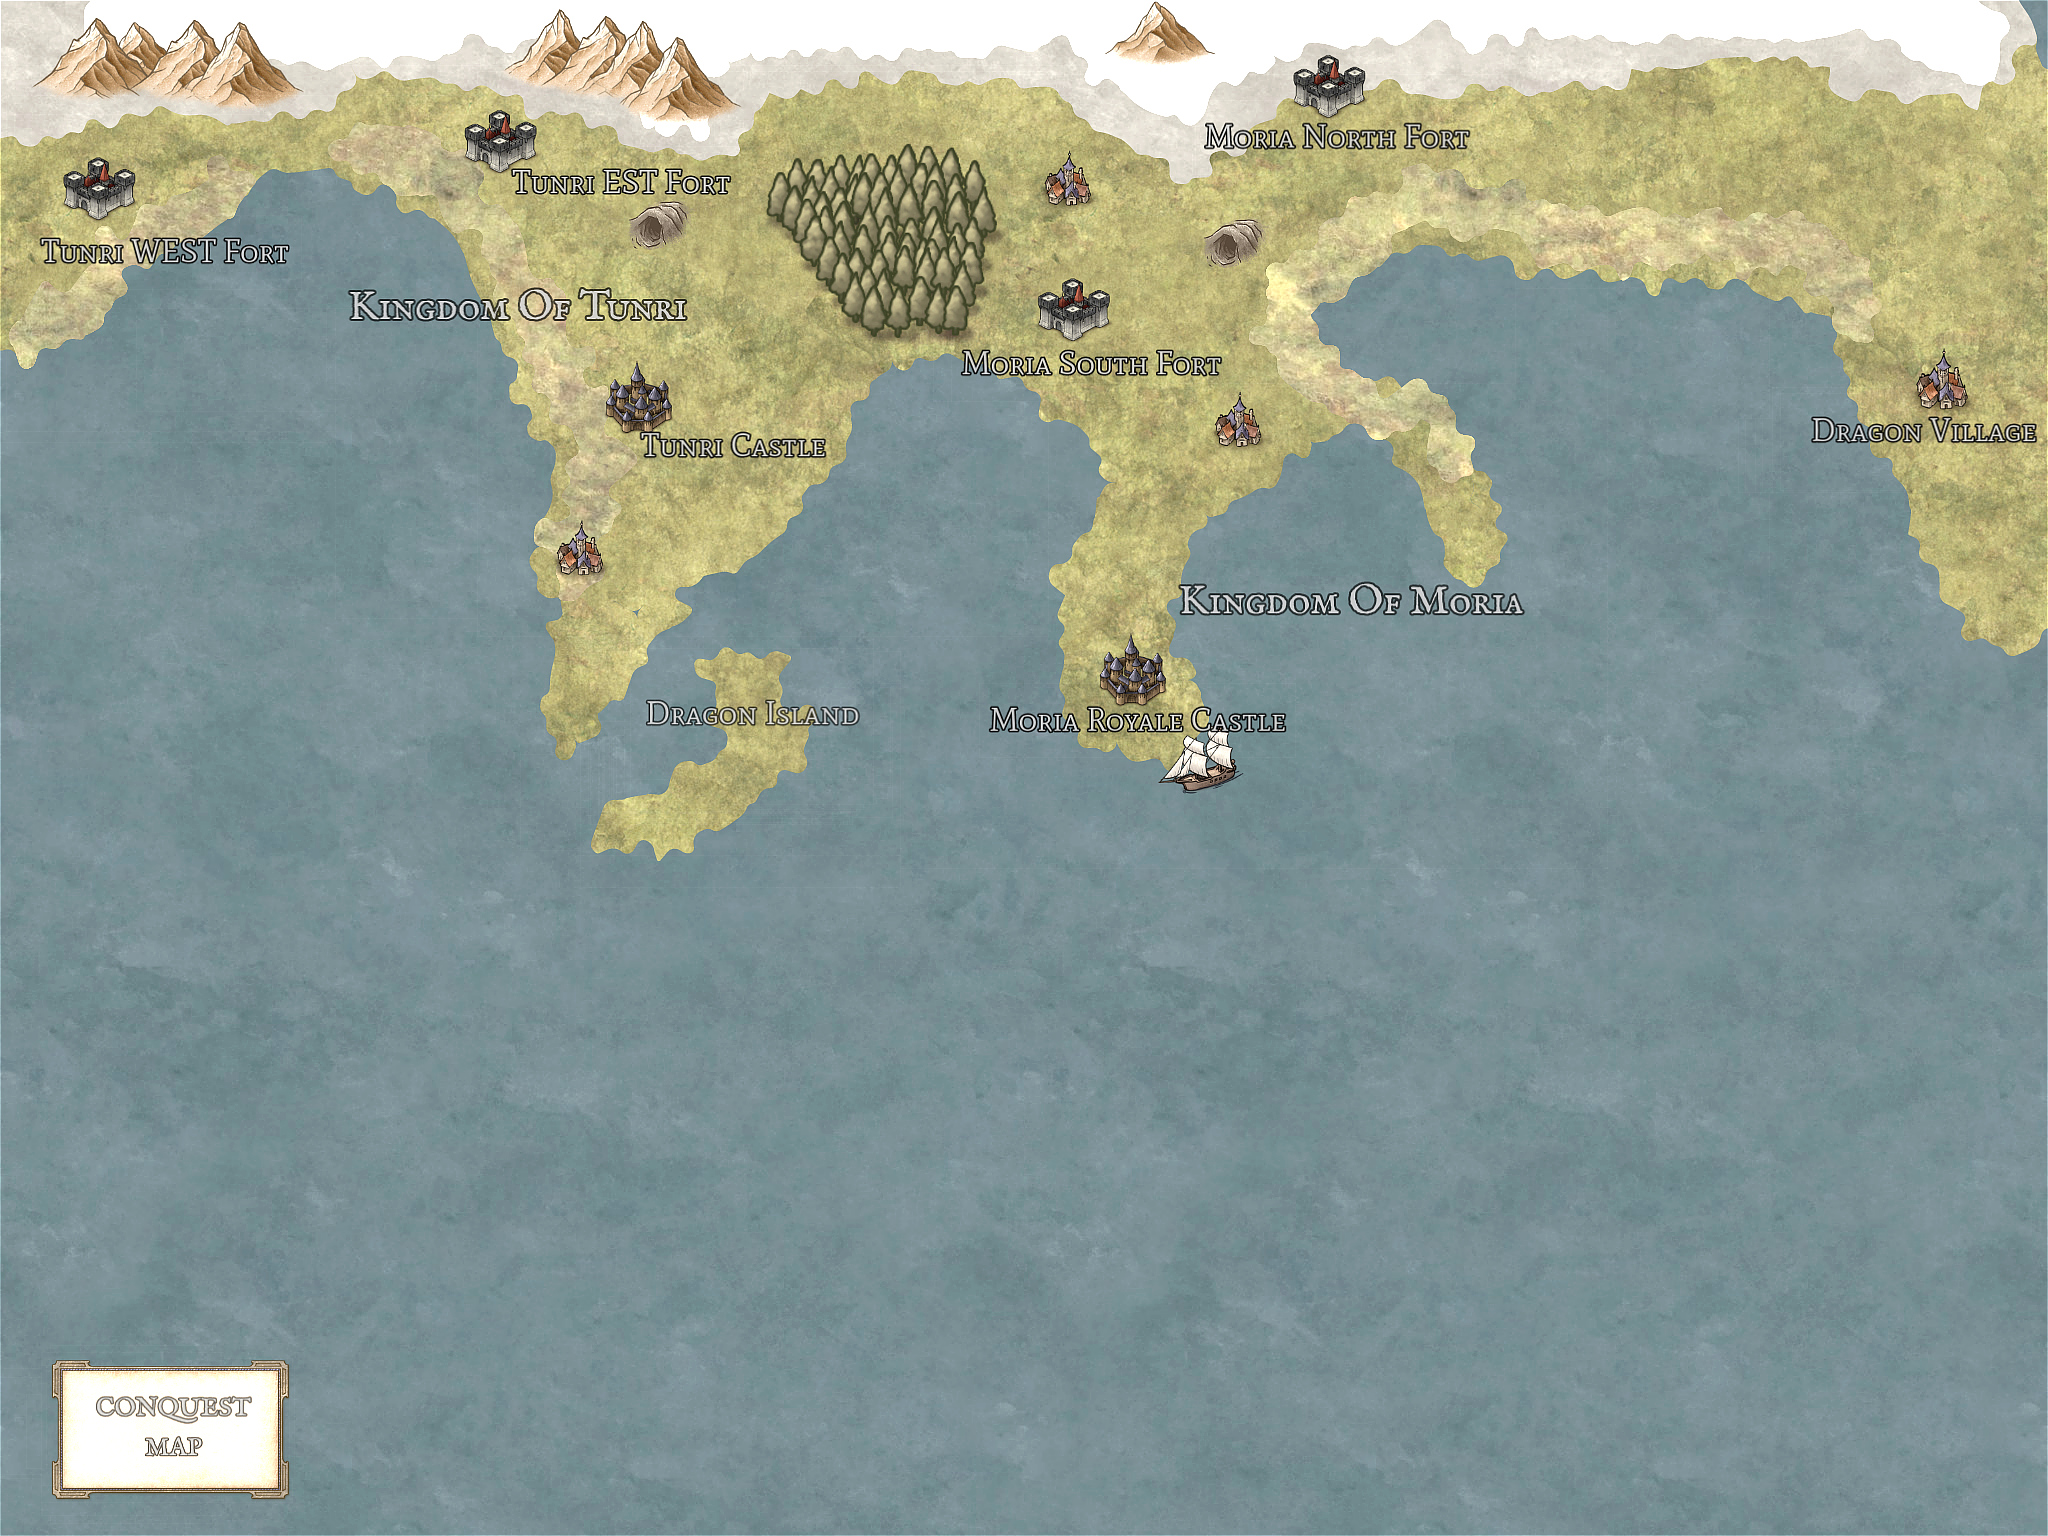 Moria North Fort
Tunri EST Fort
Tunri WEST Fort
Kingdom Of Tunri
Moria South Fort
Dragon Village
Tunri Castle
Kingdom Of Moria
Dragon Island
Moria Royale Castle
CONQUEST
MAP